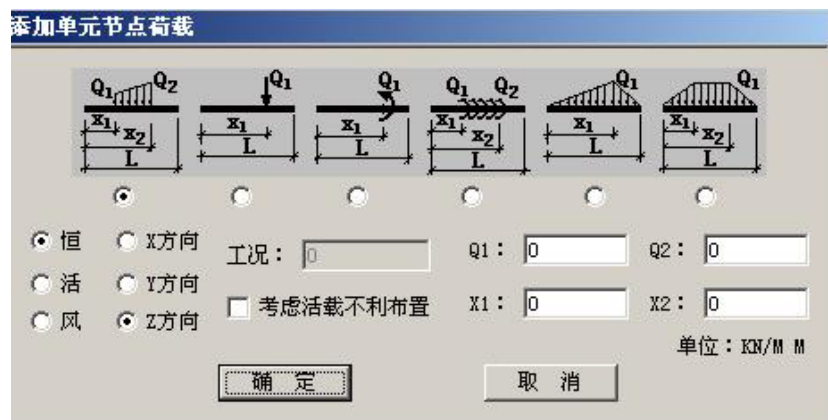 添加单元节点荷载
Q1 Q2 Q1 Q1 Q1 Q2 Q1 Q1
X1 X1 X1 X1 X1 X1
X2 L L X2 L X2
L L L
恒 X方向 工况： 0 Q1： 0 Q2： 0
活 Y方向 考虑活载不利布置 X1： 0 X2： 0
风 Z方向
单位：KN/M M
确 定 取 消